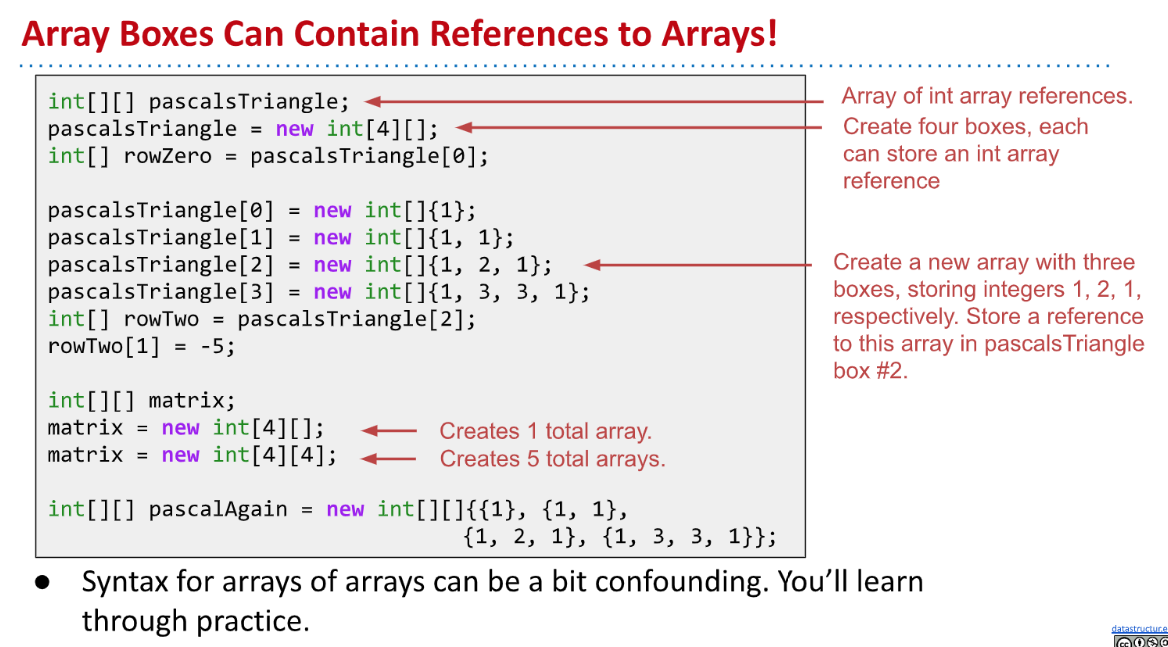 Array Boxes Can Contain References to Arrays!
int[][] pascalsTriangle;
pascalsTriangle = new int[4][];
int[] rowZero = pascalsTriangle[0];
pascalsTriangle[0] = new int[]{1};
pascalsTriangle[1] = new int[]{1, 1};
pascalsTriangle[2] = new int[]{1, 2, 1};
pascalsTriangle[3] = new int[]{1, 3, 3, 1};
int[] rowTwo = pascalsTriangle[2];
rowTwo[1] = -5;
int[][] matrix;
matrix = new int[4][];
Creates 1 total array.
matrix = new int[4][4];
Creates 5 total arrays.
int[][] pascalAgain = new int[][]{{1}, {1, 1},
{1, 2, 1}, {1, 3, 3, 1}};
Array of int array references.
Create four boxes, each
can store an int array
reference
Create a new array with three
boxes, storing integers 1, 2, 1,
respectively. Store a reference
to this array in pascalsTriangle
box #2.
● Syntax for arrays of arrays can be a bit confounding. You’ll learn
through practice.
datastructur.e